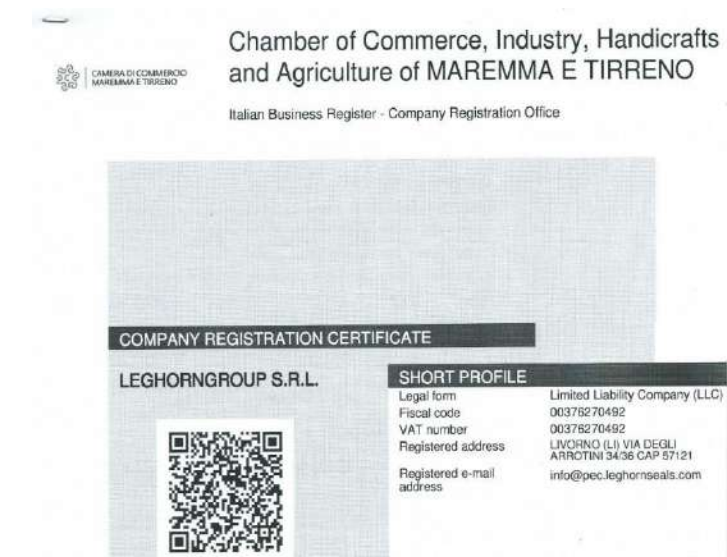 Chamber of Commerce, Industry, Handicrafts
and Agriculture of MAREMMA E TIRRENO
CAMERA DI COMMERCIO
MAREMMA E TIRRENO
Italian Business Register - Company Registration Office
COMPANY REGISTRATION CERTIFICATE
LEGHORNGROUP S.R.L.
SHORT PROFILE
Legal form Limited Liability Company (LLC)
Fiscal code 00376270492
VAT number 00376270492
Registered address LIVORNO (LI) VIA DEGLI
ARROTINI 34/36 CAP 57121
Registered e-mail info@pec.leghornseals.com
address